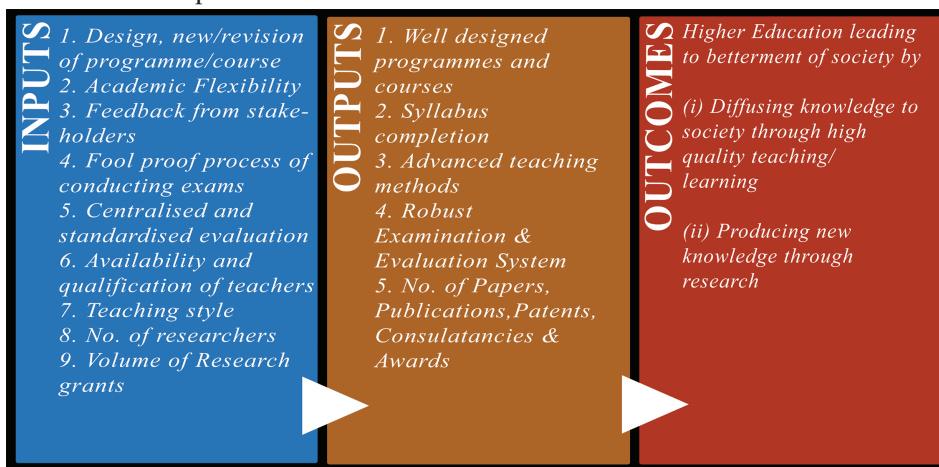 INPUTS
1. Design, new/revision
of programme/course
2. Academic Flexibility
3. Feedback from stake-
holders
4. Fool proof process of
conducting exams
5. Centralised and
standardised evaluation
6. Availability and
qualification of teachers
7. Teaching style
8. No. of researchers
9. Volume of Research
grants
OUTPUTS
1. Well designed
programmes and
courses
2. Syllabus
completion
3. Advanced teaching
methods
4. Robust
Examination &
Evaluation System
5. No. of Papers,
Publications,Patents,
Consulatancies &
Awards
OUTCOMES
Higher Education leading
to betterment of society by
(i) Diffusing knowledge to
society through high
quality teaching/
learning
(ii) Producing new
knowledge through
research